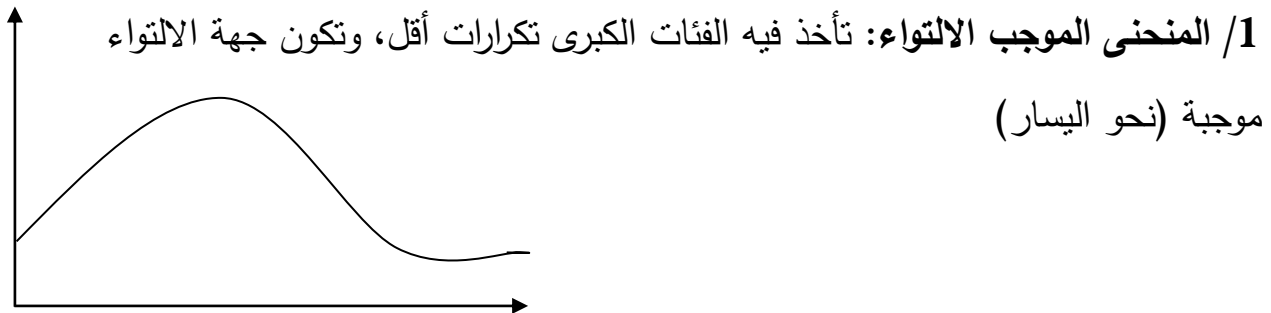 1/ المنحنى الموجب الالتواء: تأخذ فيه الفئات الكبرى تكرارات أقل، وتكون جهة الالتواء
موجبة (نحو اليسار)